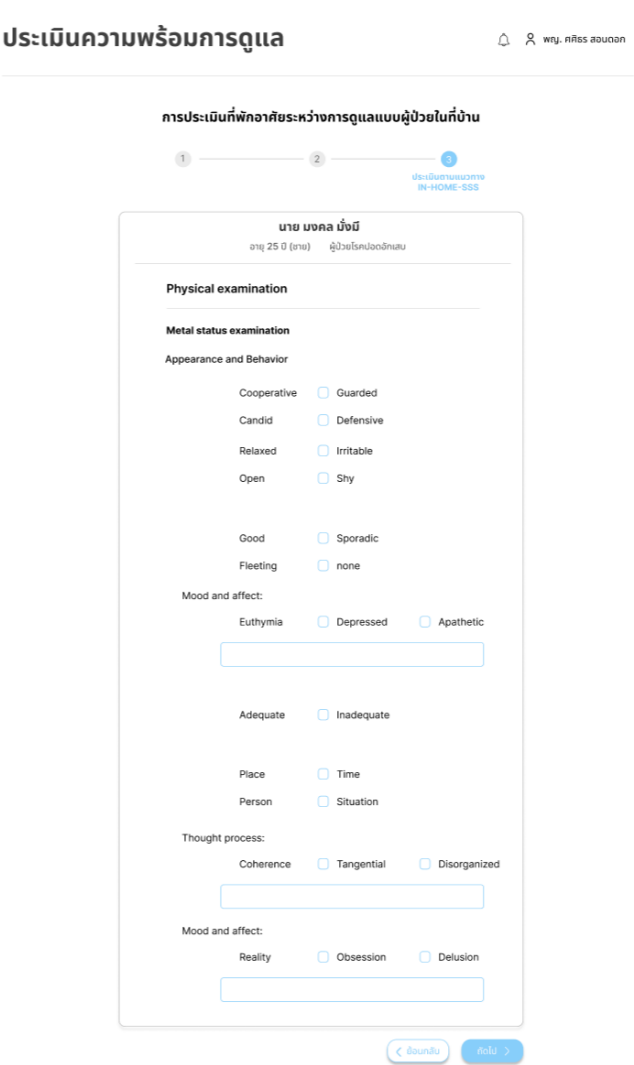 ประเมินความพร้อมการดูแล
พญ. ศศิธร สอนดอก
การประเมินที่พักอาศัยระหว่างการดูแลแบบผู้ป่วยในที่บ้าน
1 2 3
ประเมินตามแนวทาง
IN-HOME-SSS
นาย มงคล มั่งมี
อายุ 25 ปี (ชาย) ผู้ป่วยโรคปอดอักเสบ
Physical examination
Metal status examination
Appearance and Behavior
Cooperative Guarded
Candid Defensive
Relaxed Irritable
Open Shy
Good Sporadic
Fleeting none
Mood and affect:
Euthymia Depressed Apathetic
Adequate Inadequate
Place Time
Person Situation
Thought process:
Coherence Tangential Disorganized
Mood and affect:
Reality Obsession Delusion
ย้อนกลับ ถัดไป